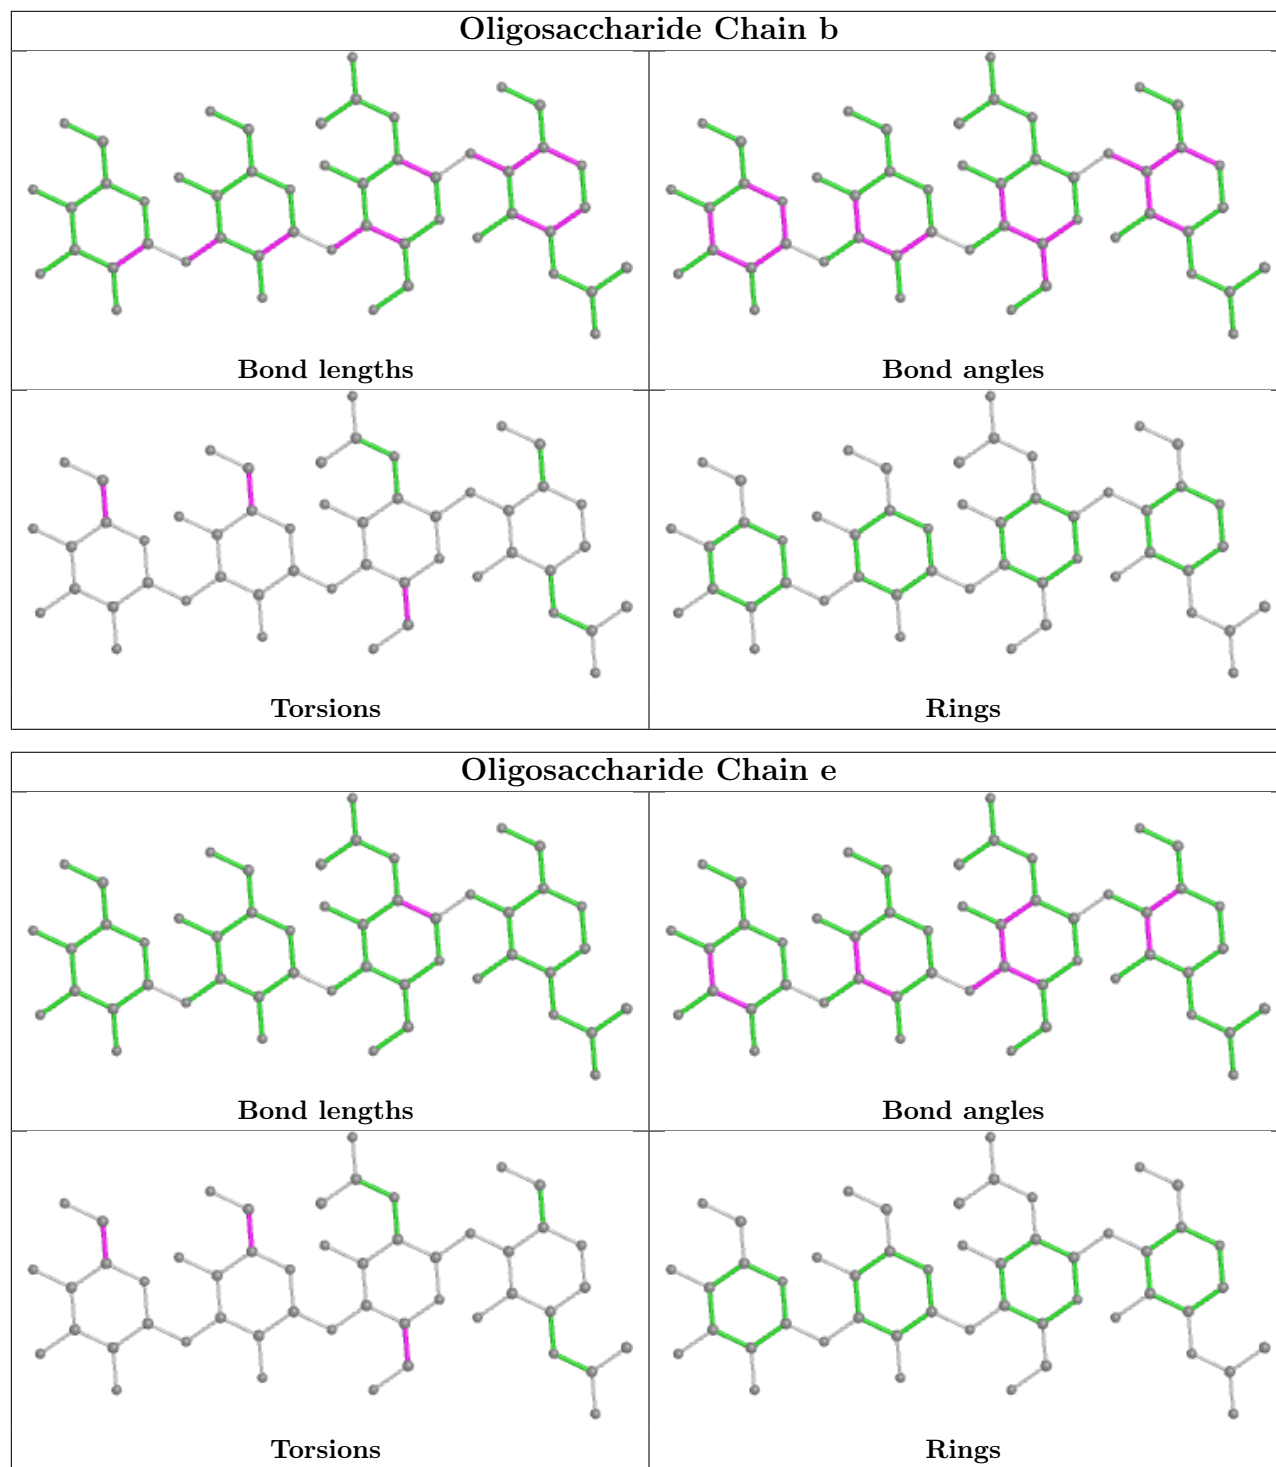 Oligosaccharide Chain b
Bond lengths
Bond angles
Torsions
Rings
Oligosaccharide Chain e
Bond lengths
Bond angles
Torsions
Rings